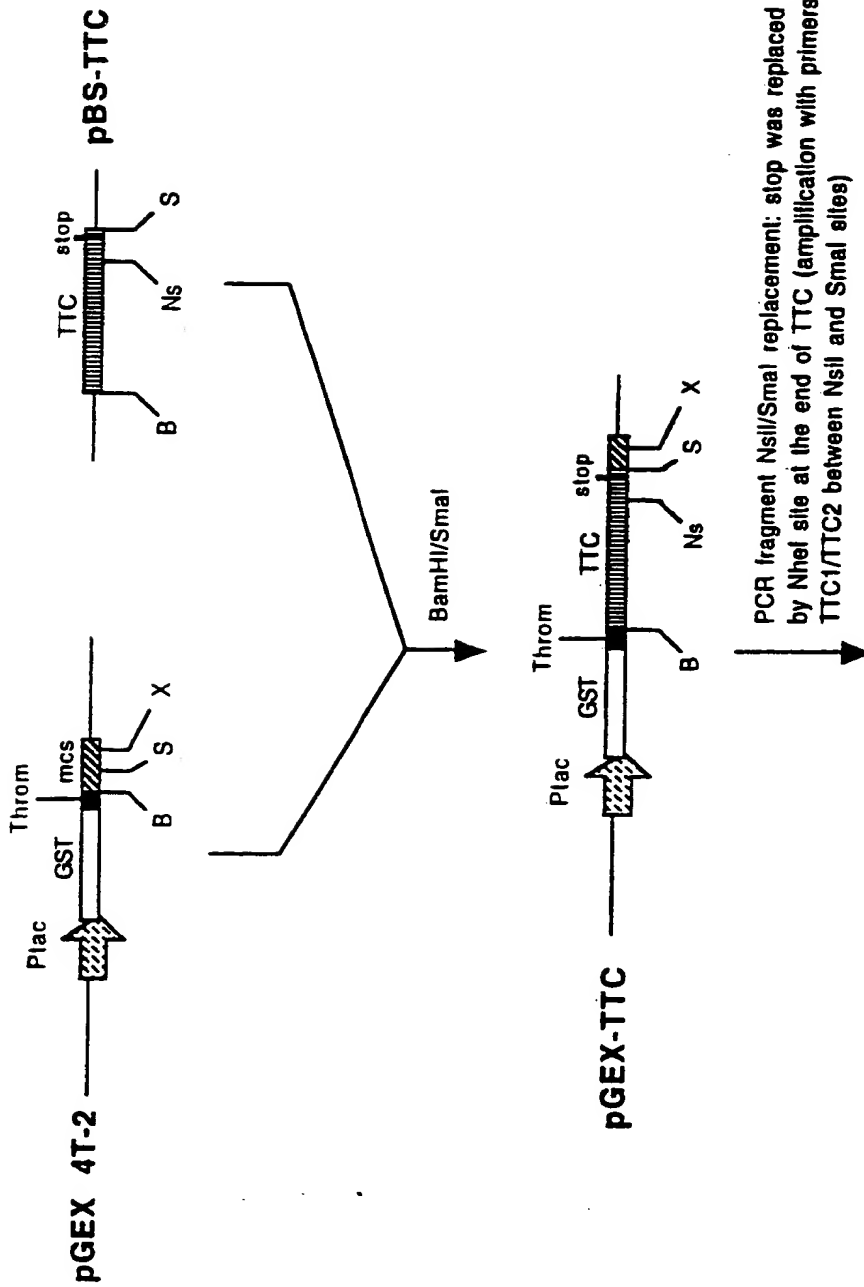 pGEX 4T-2
Plac
GST
Throm
mcs
B
S
X
TTC
stop
pBS-TTC
B
Ns
S
BamHI/SmaI
pGEX-TTC
Plac
GST
Throm
TTC
stop
B
Ns
S
X
PCR fragment NsiI/SmaI replacement: stop was replaced
by NheI site at the end of TTC (amplification with primers
TTC1/TTC2 between NsiI and SmaI sites)